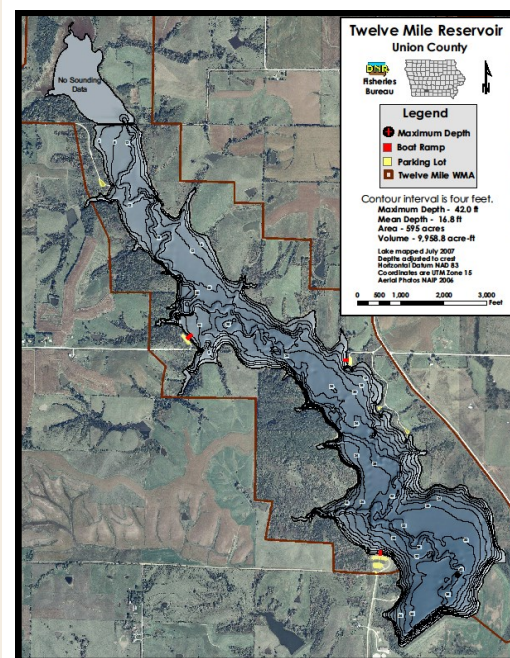 Twelve Mile Reservoir
Union County
DNR
Fisheries
Bureau
N
Legend
Maximum Depth
Boat Ramp
Parking Lot
Twelve Mile WMA
Contour interval is four feet.
Maximum Depth - 42.0 ft
Mean Depth - 16.8 ft
Area - 595 acres
Volume - 9,958.8 acre-ft
Lake mapped July 2007
Depths adjusted to crest
Horizontal Datum NAD 83
Coordinates are UTM Zone 15
Aerial Photos NAIP 2006
0 500 1,000 2,000 3,000
Feet
No Sounding
Data